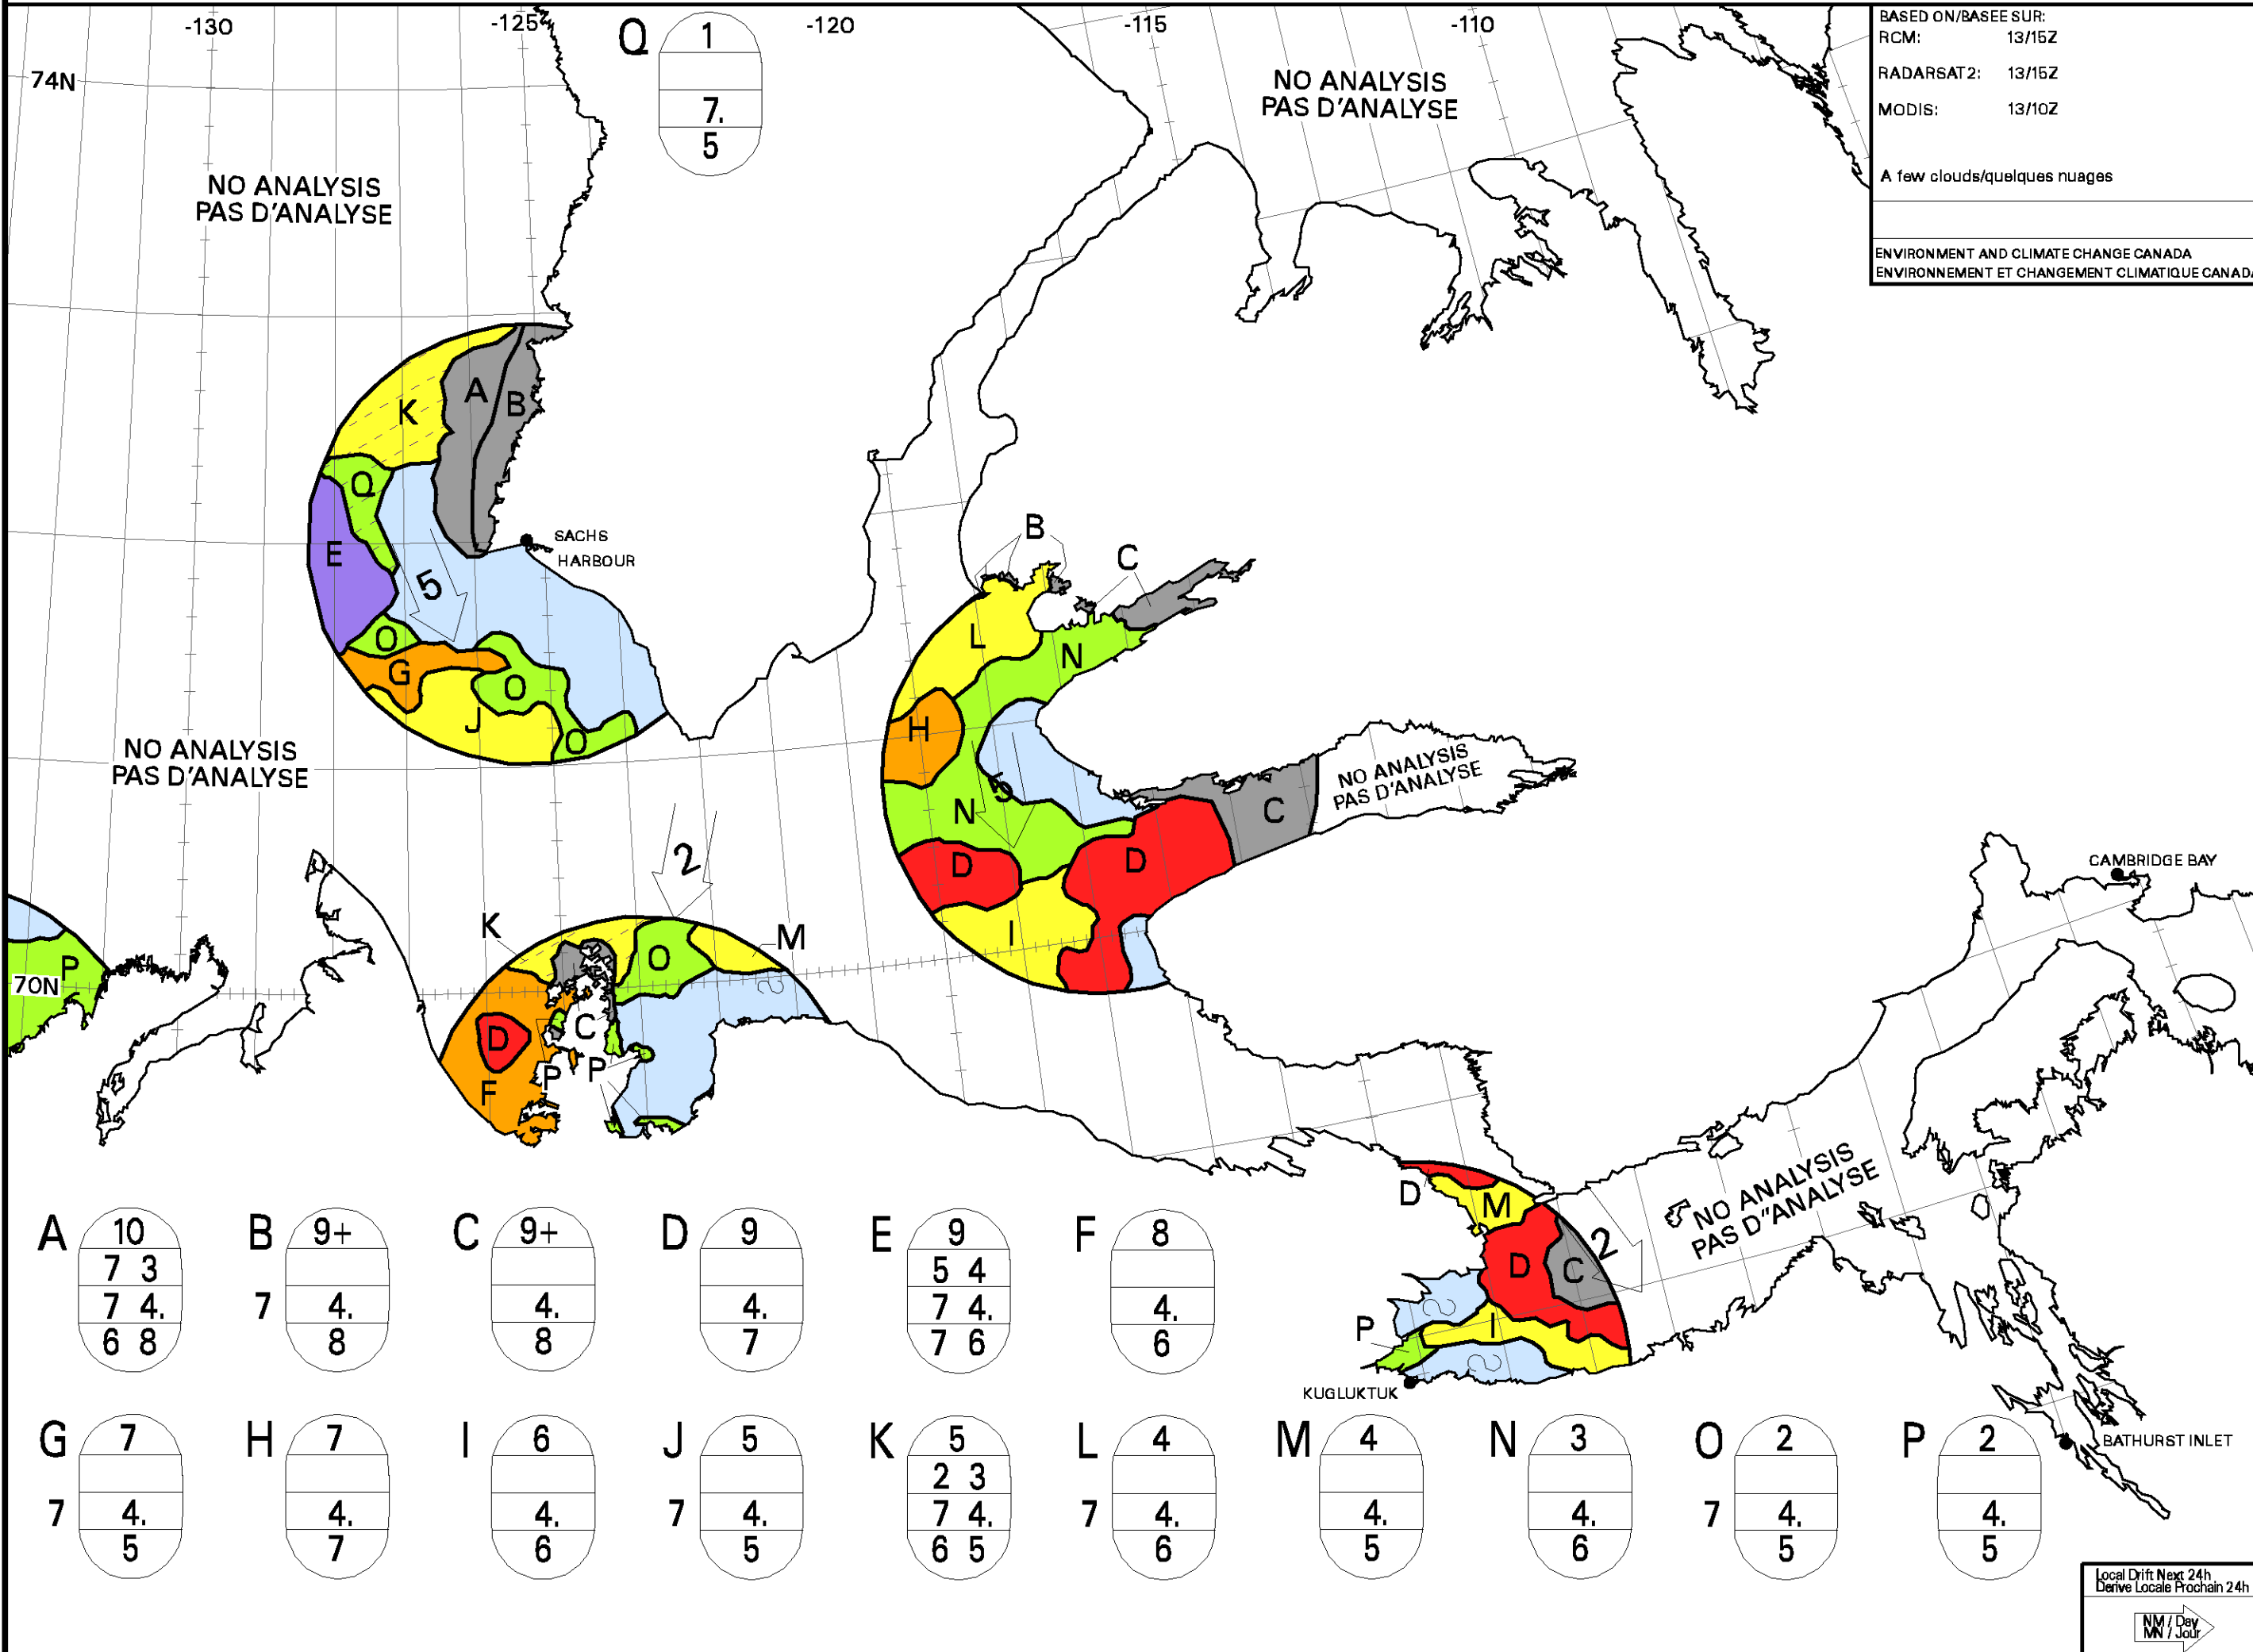 -130
-125
-120
-115
-110
Q
1
7.
5
74N
NO ANALYSIS
PAS D'ANALYSE
NO ANALYSIS
PAS D'ANALYSE
BASED ON/BASEE SUR:
RCM: 13/15Z
RADARSAT2: 13/15Z
MODIS: 13/10Z
A few clouds/quelques nuages
ENVIRONMENT AND CLIMATE CHANGE CANADA
ENVIRONNEMENT ET CHANGEMENT CLIMATIQUE CANADA
K
A
B
Q
E
5
SACHS
HARBOUR
O
G
O
J
O
B
C
L
N
H
N
5
C
D
D
I
NO ANALYSIS
PAS D'ANALYSE
NO ANALYSIS
PAS D'ANALYSE
2
CAMBRIDGE BAY
K
O
M
P
70N
D
C
F
P
P
D
M
D
C
2
I
P
KUGLUKTUK
NO ANALYSIS
PAS D"ANALYSE
BATHURST INLET
A
10
7 3
7 4.
6 8
B
9+
7 4.
8
C
9+
4.
8
D
9
4.
7
E
9
5 4
7 4.
7 6
F
8
4.
6
G
7
7 4.
5
H
7
4.
7
I
6
4.
6
J
5
7 4.
5
K
5
2 3
7 4.
6 5
L
4
7 4.
6
M
4
4.
5
N
3
4.
6
O
2
7 4.
5
P
2
4.
5
Local Drift Next 24h
Derive Locale Prochain 24h
NM / Day
MN / Jour